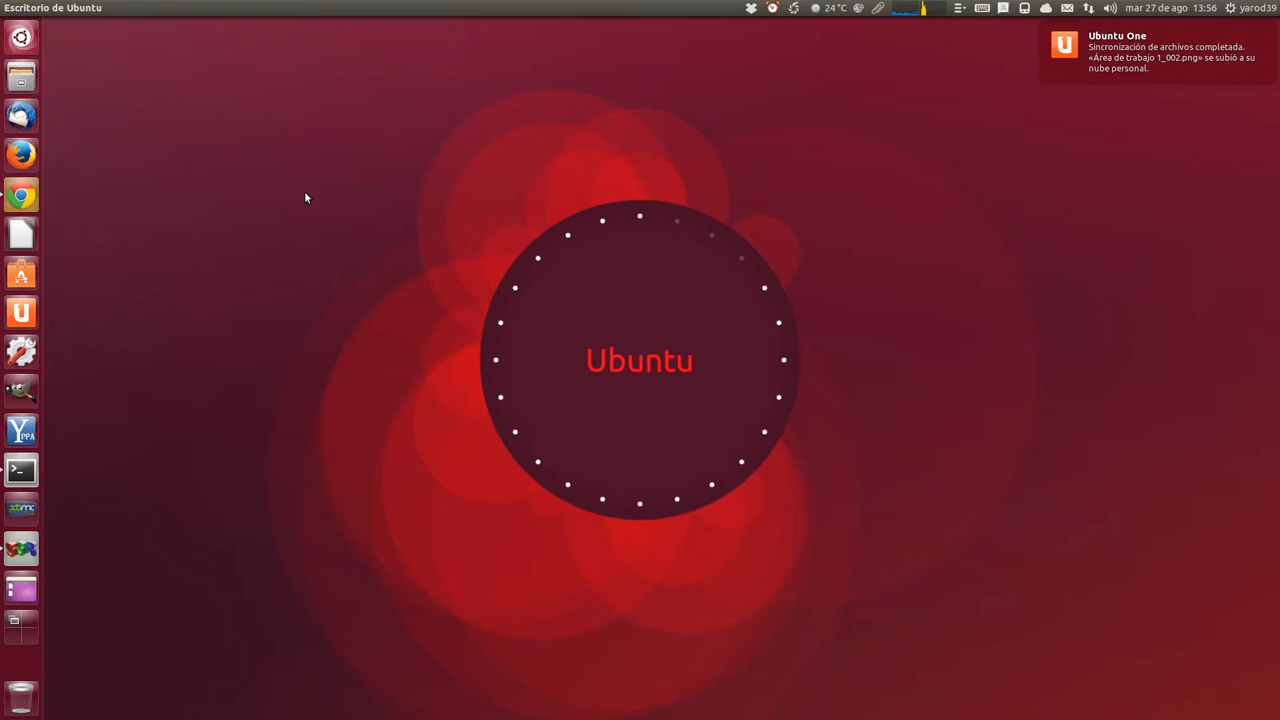 Escritorio de Ubuntu
24 °C
mar 27 de ago
13:56
yarod39
Ubuntu One
Sincronización de archivos completada.
«Área de trabajo 1_002.png» se subió a su
nube personal.
Ubuntu
YPPA
xbmc